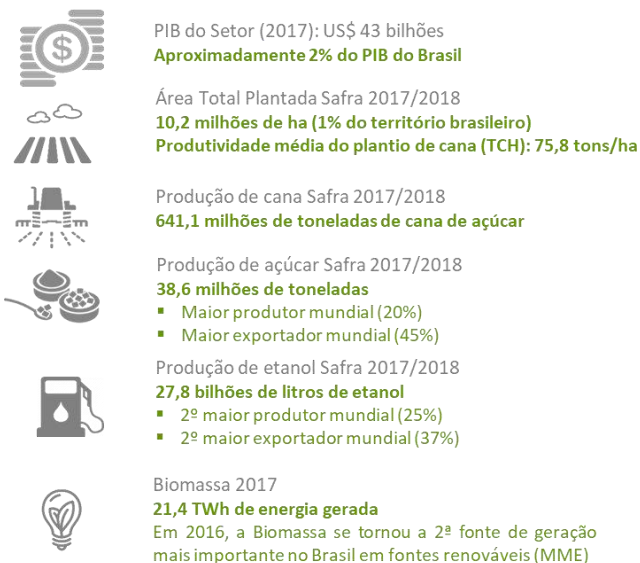 PIB do Setor (2017): US$ 43 bilhões
Aproximadamente 2% do PIB do Brasil
Área Total Plantada Safra 2017/2018
10,2 milhões de ha (1% do território brasileiro)
Produtividade média do plantio de cana (TCH): 75,8 tons/ha
Produção de cana Safra 2017/2018
641,1 milhões de toneladas de cana de açúcar
Produção de açúcar Safra 2017/2018
38,6 milhões de toneladas
▪ Maior produtor mundial (20%)
▪ Maior exportador mundial (45%)
Produção de etanol Safra 2017/2018
27,8 bilhões de litros de etanol
▪ 2º maior produtor mundial (25%)
▪ 2º maior exportador mundial (37%)
Biomassa 2017
21,4 TWh de energia gerada
Em 2016, a Biomassa se tornou a 2ª fonte de geração
mais importante no Brasil em fontes renováveis (MME)